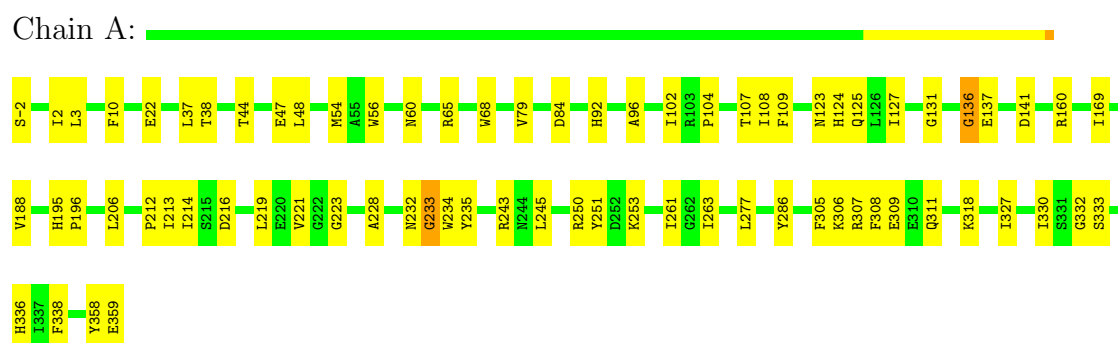 Chain A:
S-2 I2 L3 F10 E22 L37 T38 T44 E47 L48 M54 A55 W56 N60 R65 W68 V79 D84 H92 A96 I102 R103 P104 T107 I108 F109 N123 H124 Q125 L126 I127 G131 G136 E137 D141 R160 I169
V188 H195 P196 L206 P212 I213 I214 S215 D216 L219 E220 V221 G222 G223 A228 N232 G233 W234 Y235 R243 N244 L245 R250 Y251 D252 K253 I261 G262 I263 L277 Y286 F305 K306 R307 F308 E309 E310 Q311 K318 I327 I330 S331 G332 S333
H336 I337 F338 Y358 E359